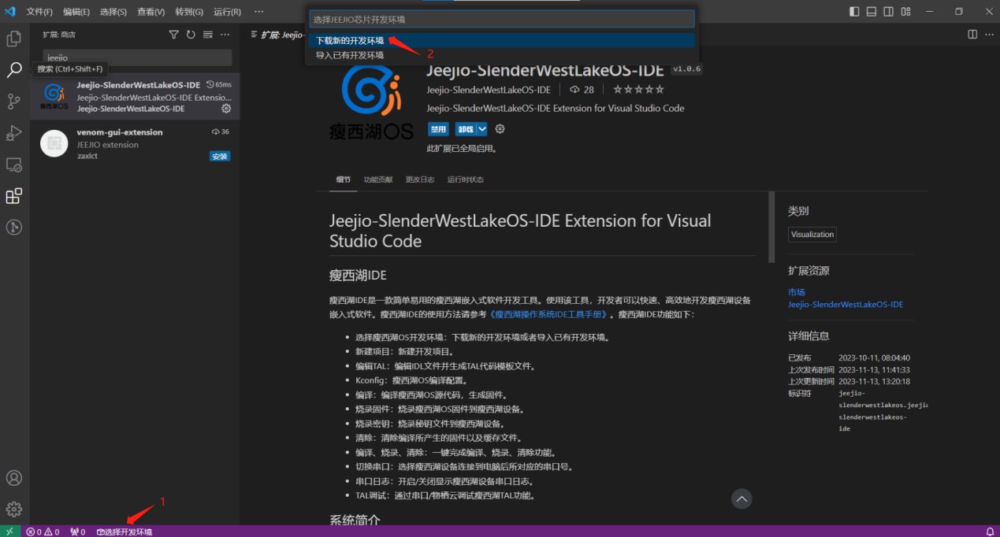 文件(F) 编辑(E) 选择(S) 查看(V) 转到(G) 运行(R) ···
选择JEEJIO芯片开发环境
下载新的开发环境
导入已有开发环境
2
扩展: 商店
扩展: Jeejio-
jeejio
搜索 (Ctrl+Shift+F)
Jeejio-SlenderWestLakeOS-IDE 65ms
Jeejio-SlenderWestLakeOS-IDE Extensio...
Jeejio-SlenderWestLakeOS-IDE
瘦西湖OS
venom-gui-extension 36
JEEJIO extension
zaxlct
安装
瘦西湖OS
Jeejio-SlenderWestLakeOS-IDE v1.0.6
Jeejio-SlenderWestLakeOS-IDE 28
Jeejio-SlenderWestLakeOS-IDE Extension for Visual Studio Code
禁用 卸载
此扩展已全局启用。
细节 功能贡献 更改日志 运行时状态
Jeejio-SlenderWestLakeOS-IDE Extension for Visual
Studio Code
瘦西湖IDE
瘦西湖IDE是一款简单易用的瘦西湖嵌入式软件开发工具。使用该工具，开发者可以快速、高效地开发瘦西湖设备
嵌入式软件。瘦西湖IDE的使用方法请参考《瘦西湖操作系统IDE工具手册》。瘦西湖IDE功能如下：
• 选择瘦西湖OS开发环境：下载新的开发环境或者导入已有开发环境。
• 新建项目：新建开发项目。
• 编辑TAL：编辑IDL文件并生成TAL代码模板文件。
• Kconfig：瘦西湖OS编译配置。
• 编译：编译瘦西湖OS源代码，生成固件。
• 烧录固件：烧录瘦西湖OS固件到瘦西湖设备。
• 烧录密钥：烧录秘钥文件到瘦西湖设备。
• 清除：清除编译所产生的固件以及缓存文件。
• 编译、烧录、清除：一键完成编译、烧录、清除功能。
• 切换串口：选择瘦西湖设备连接到电脑后所对应的串口号。
• 串口日志：开启/关闭显示瘦西湖设备串口日志。
• TAL调试：通过串口/物栖云调试瘦西湖TAL功能。
系统简介
类别
Visualization
扩展资源
市场
Jeejio-SlenderWestLakeOS-IDE
详细信息
已发布 2023-10-11, 08:04:40
上次发布时间 2023-11-13, 11:41:33
上次更新时间 2023-11-13, 13:20:18
标识符 jeejio-
slenderwestlakeos.jeejio
slenderwestlakeos-
ide
1
0 0 0 选择开发环境